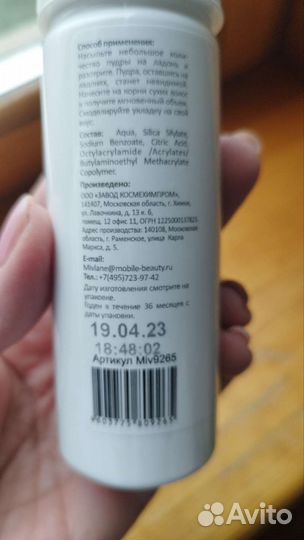 Способ применения:
Насыпьте небольшое коли-
чество пудры на ладонь и
разотрите. Пудра, оставшись на
ладонях, станет невидимой.
Нанесите на корни сухих волос
и получите мгновенный объем.
Смоделируйте укладку на свой
вкус.
Состав: Aqua, Silica Silylate,
Sodium Benzoate, Citric Acid,
Octylacrylamide /Acrylates/
Butylaminoethyl Methacrylate
Copolymer.
Произведено:
ООО «ЗАВОД КОСМЕХИМПРОМ»,
141407, Московская область, г. Химки,
ул. Лавочкина, д. 13 к. 6,
помещ. 12 офис 11, ОГРН 1225000137825
Адрес производства: 140108, Московская
область, г. Раменское, улица Карла
Маркса, д. 5.
E-mail:
Mivlane@mobile-beauty.ru
Тел.: +7(495)723-97-42
Дату изготовления смотрите на
упаковке.
Годен к течение 36 месяцев с
даты упаковки.
19.04.23
18:48:02
Артикул Miv9265
Avito